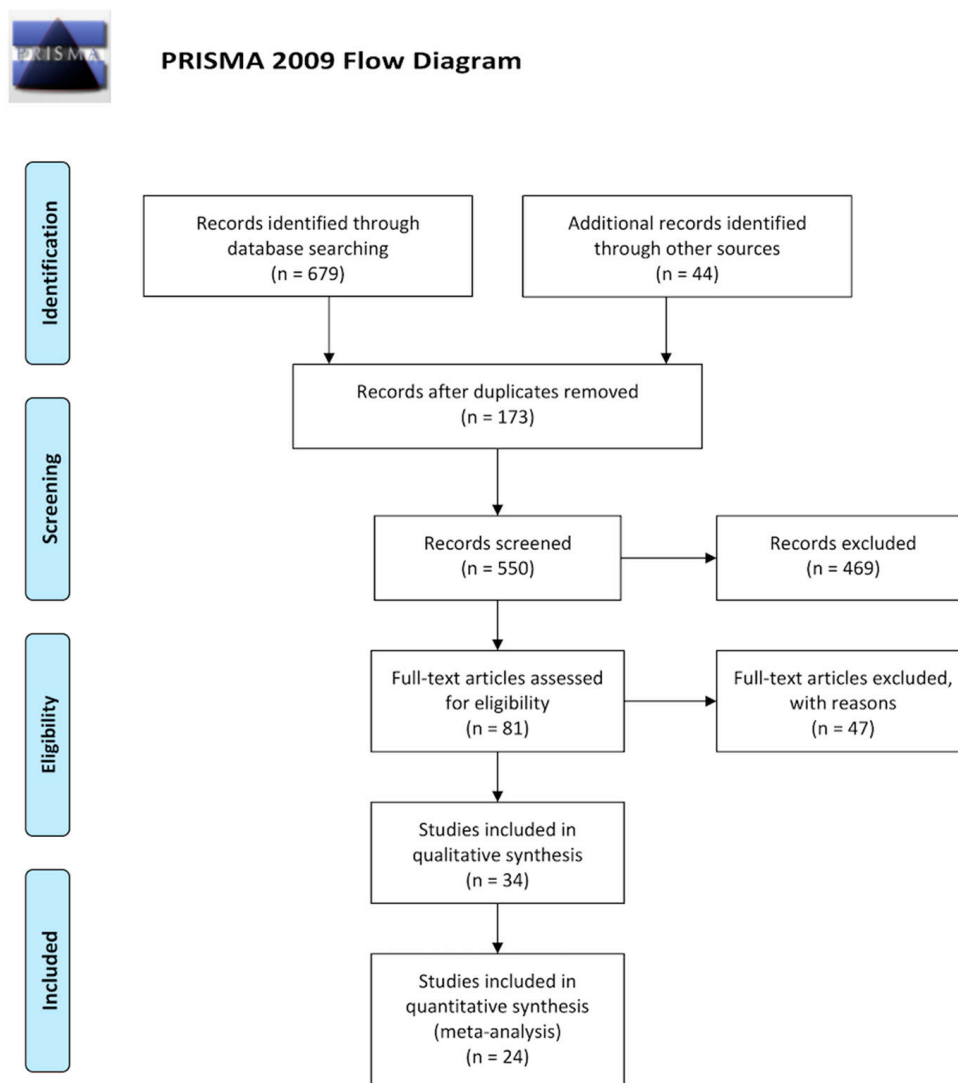 PRISMA
PRISMA 2009 Flow Diagram
Identification
Records identified through
database searching
(n = 679)
Additional records identified
through other sources
(n = 44)
Records after duplicates removed
(n = 173)
Screening
Records screened
(n = 550)
Records excluded
(n = 469)
Eligibility
Full-text articles assessed
for eligibility
(n = 81)
Full-text articles excluded,
with reasons
(n = 47)
Studies included in
qualitative synthesis
(n = 34)
Included
Studies included in
quantitative synthesis
(meta-analysis)
(n = 24)